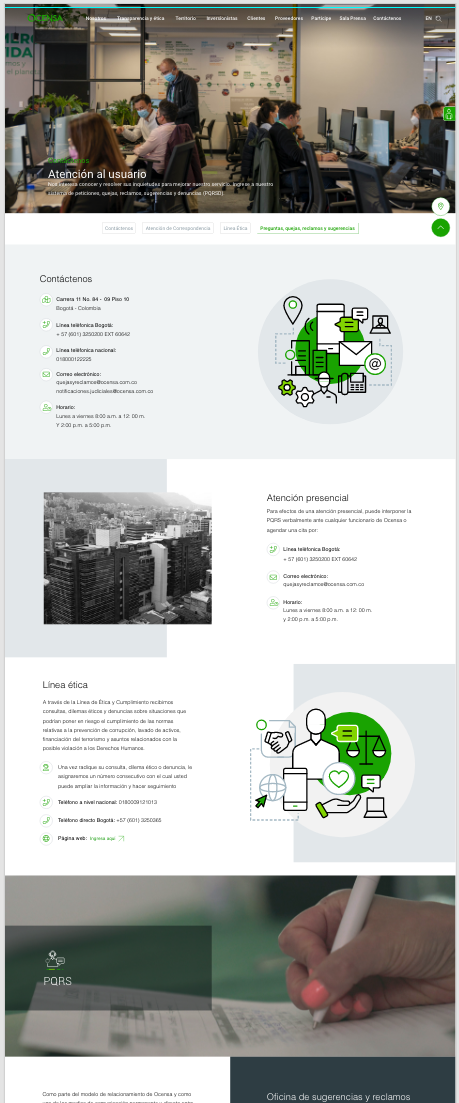 OCENSA
Nosotros Transparencia y ética Territorio Inversionistas Clientes Proveedores Participe Sala Prensa Contáctenos EN
Atención al usuario
Nos interesa conocer y resolver sus inquietudes para mejorar nuestro servicio. Ingrese a nuestro
sistema de peticiones, quejas, reclamos, sugerencias y denuncias (PQRSD).
Contáctenos Atención de Correspondencia Línea Ética Preguntas, quejas, reclamos y sugerencias
Contáctenos
Carrera 11 No. 84 - 09 Piso 10
Bogotá - Colombia
Línea teléfonica Bogotá:
+ 57 (601) 3250200 EXT 60642
Línea teléfonica nacional:
018000122225
Correo electrónico:
quejasyreclamos@ocensa.com.co
notificaciones.judiciales@ocensa.com.co
Horario:
Lunes a viernes 8:00 a.m. a 12: 00 m.
Y 2:00 p.m. a 5:00 p.m.
Atención presencial
Para efectos de una atención presencial, puede interponer la
PQRS verbalmente ante cualquier funcionario de Ocensa o
agendar una cita por:
Línea teléfonica Bogotá:
+ 57 (601) 3250200 EXT 60642
Correo electrónico:
quejasyreclamos@ocensa.com.co
Horario:
Lunes a viernes 8:00 a.m. a 12: 00 m.
y 2:00 p.m. a 5:00 p.m.
Línea ética
A través de la Línea de Ética y Cumplimiento recibimos
consultas, dilemas éticos y denuncias sobre situaciones que
podrían poner en riesgo el cumplimiento de las normas
relativas a la prevención de corrupción, lavado de activos,
financiación del terrorismo y asuntos relacionados con la
posible violación a los Derechos Humanos.
Una vez radique su consulta, dilema ético o denuncia, le
asignaremos un número consecutivo con el cual usted
puede ampliar la información y hacer seguimiento
Teléfono a nivel nacional: 0180009121013
Teléfono directo Bogotá: +57 (601) 3250365
Página web: Ingresa aquí
PQRS
Como parte del modelo de relacionamiento de Ocensa y como
Oficina de sugerencias y reclamos